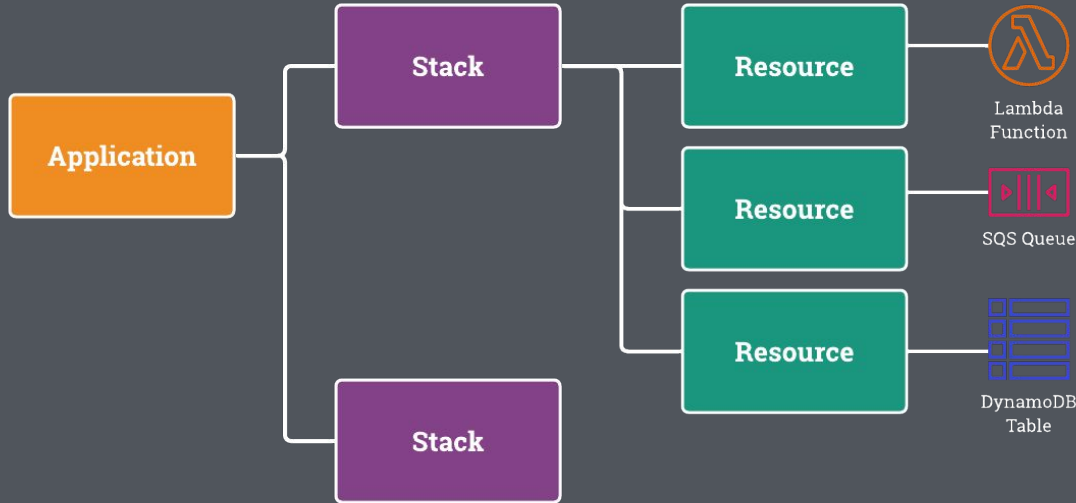 Stack
Resource
Lambda
Function
Application
Resource
SQS Queue
Resource
DynamoDB
Table
Stack